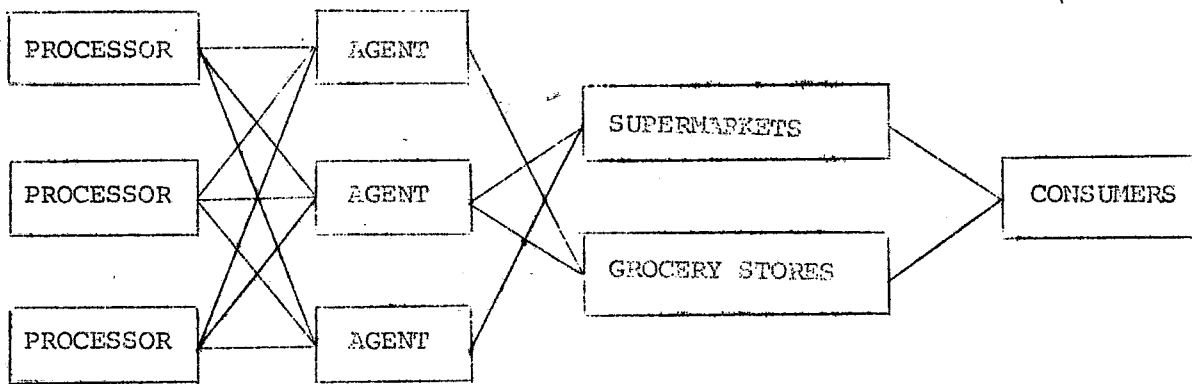 PROCESSOR
AGENT
SUPERMARKETS
PROCESSOR
AGENT
CONSUMERS
GROCERY STORES
PROCESSOR
AGENT